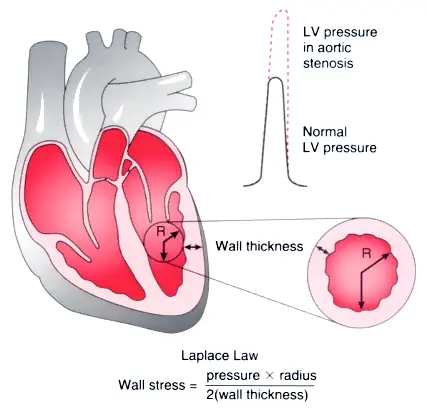 LV pressure
in aortic
stenosis
Normal
LV pressure
R
Wall thickness
R
Laplace Law
Wall stress = pressure × radius
2(wall thickness)